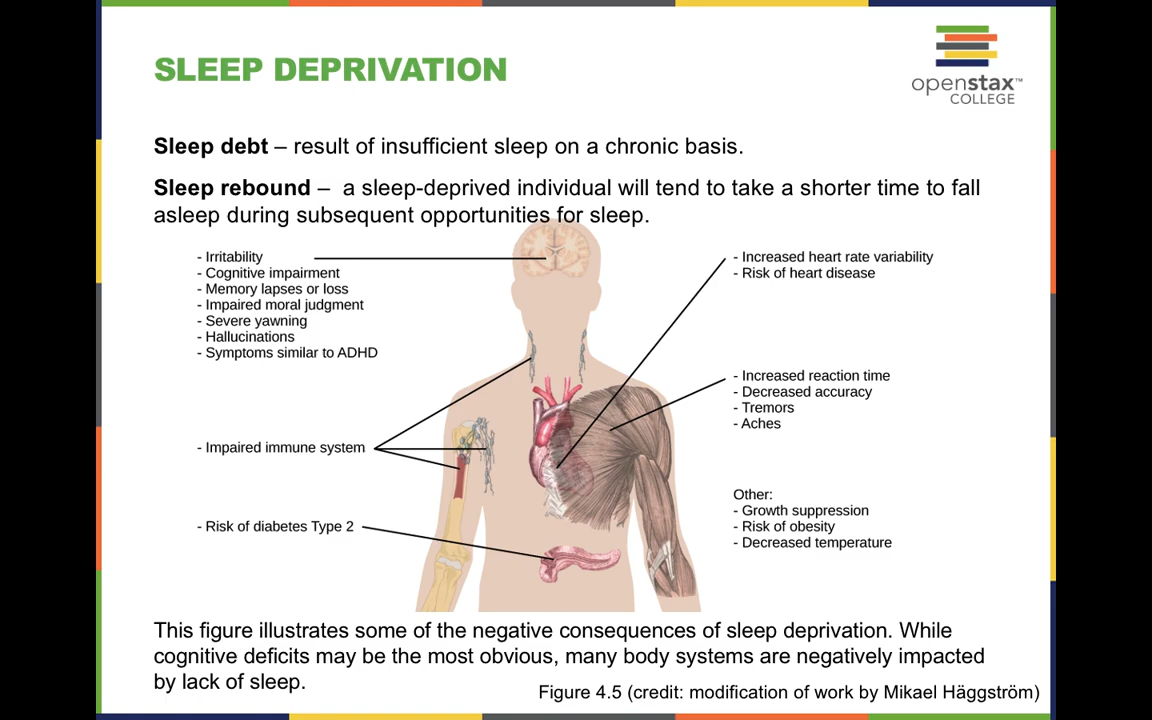 SLEEP DEPRIVATION
openstax™
COLLEGE
Sleep debt – result of insufficient sleep on a chronic basis.
Sleep rebound – a sleep-deprived individual will tend to take a shorter time to fall
asleep during subsequent opportunities for sleep.
- Irritability
- Cognitive impairment
- Memory lapses or loss
- Impaired moral judgment
- Severe yawning
- Hallucinations
- Symptoms similar to ADHD
- Impaired immune system
- Risk of diabetes Type 2
- Increased heart rate variability
- Risk of heart disease
- Increased reaction time
- Decreased accuracy
- Tremors
- Aches
Other:
- Growth suppression
- Risk of obesity
- Decreased temperature
This figure illustrates some of the negative consequences of sleep deprivation. While
cognitive deficits may be the most obvious, many body systems are negatively impacted
by lack of sleep.
Figure 4.5 (credit: modification of work by Mikael Häggström)